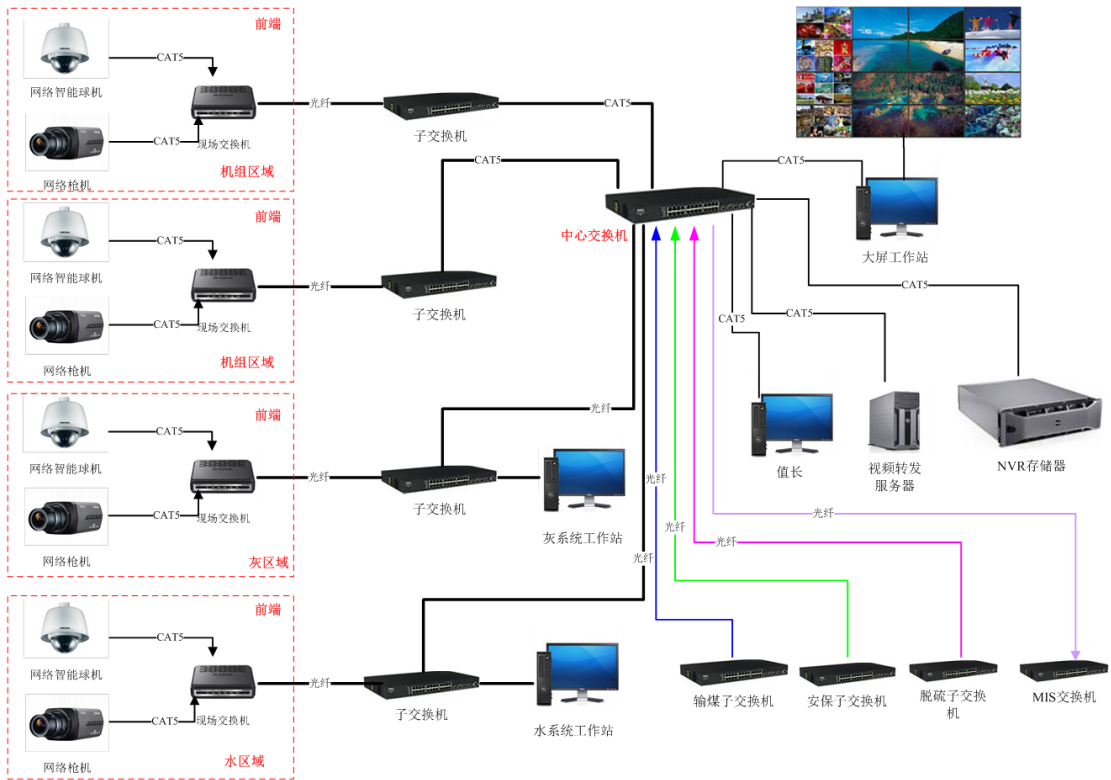 前端
CAT5
网络智能球机
CAT5
现场交换机
网络枪机
机组区域
光纤
子交换机
CAT5
前端
CAT5
网络智能球机
CAT5
现场交换机
网络枪机
机组区域
光纤
子交换机
CAT5
前端
CAT5
网络智能球机
CAT5
现场交换机
网络枪机
灰区域
光纤
子交换机
光纤
灰系统工作站
前端
CAT5
网络智能球机
CAT5
现场交换机
网络枪机
水区域
光纤
子交换机
光纤
水系统工作站
中心交换机
CAT5
大屏工作站
CAT5
CAT5
CAT5
值长
视频转发
服务器
NVR存储器
光纤
光纤
光纤
光纤
输煤子交换机
安保子交换机
脱硫子交换
机
MIS交换机